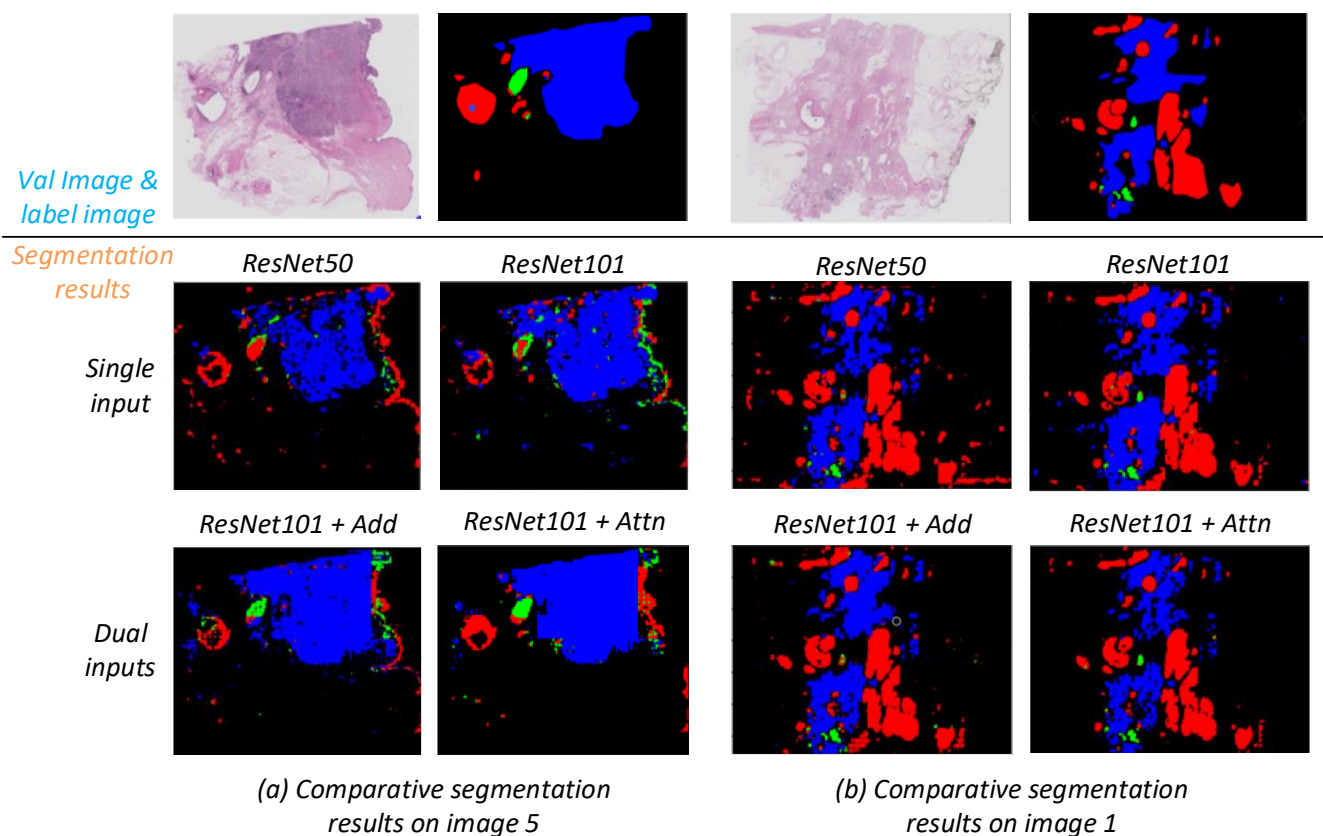 Val Image &
label image
Segmentation
results
ResNet50
ResNet101
ResNet50
ResNet101
Single
input
ResNet101 + Add
ResNet101 + Attn
ResNet101 + Add
ResNet101 + Attn
Dual
inputs
(a) Comparative segmentation
results on image 5
(b) Comparative segmentation
results on image 1